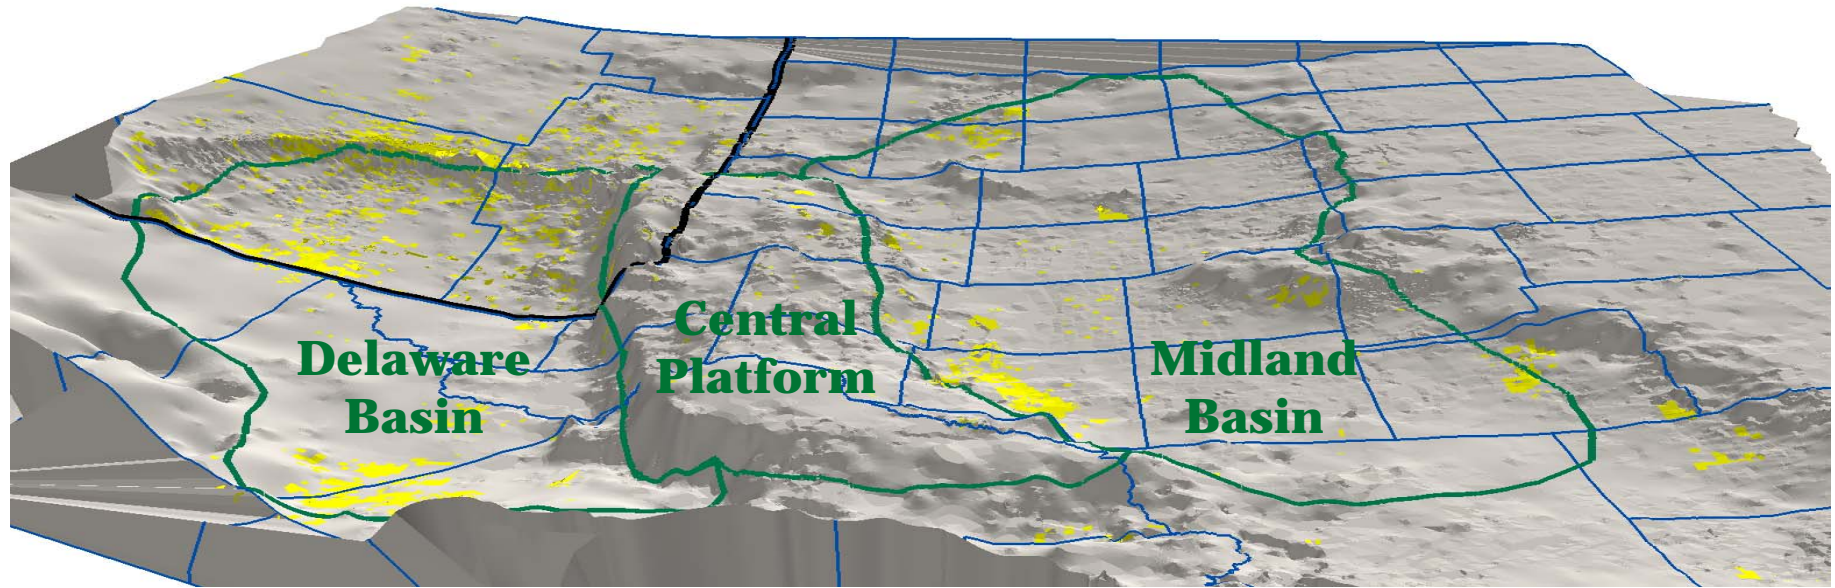 Delaware
Basin
Central
Platform
Midland
Basin